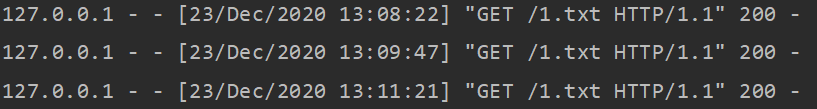 127.0.0.1 - - [23/Dec/2020 13:08:22] "GET /1.txt HTTP/1.1" 200 -
127.0.0.1 - - [23/Dec/2020 13:09:47] "GET /1.txt HTTP/1.1" 200 -
127.0.0.1 - - [23/Dec/2020 13:11:21] "GET /1.txt HTTP/1.1" 200 -